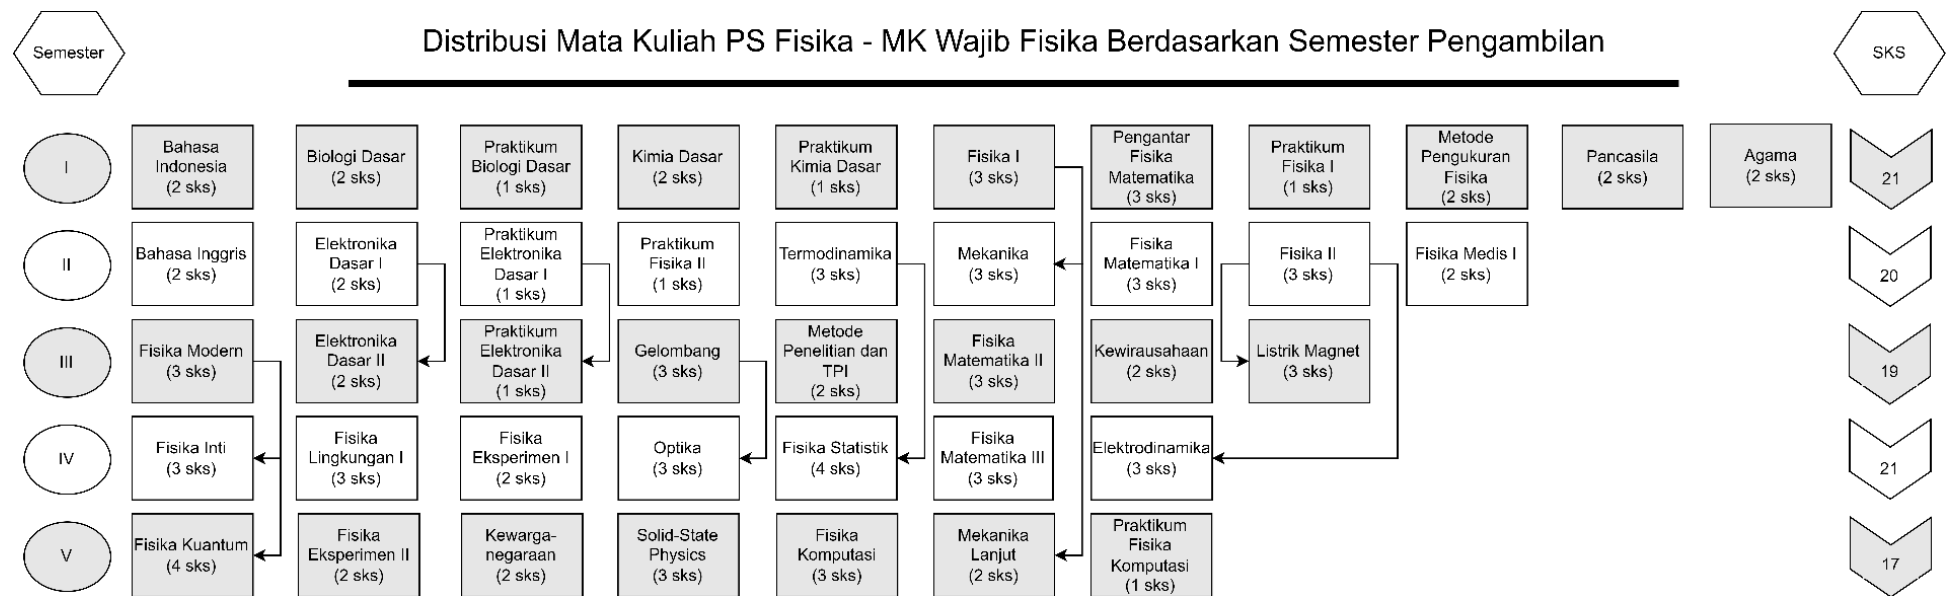 Semester
Distribusi Mata Kuliah PS Fisika - MK Wajib Fisika Berdasarkan Semester Pengambilan
SKS
I
Bahasa
Indonesia
(2 sks)
Biologi Dasar
(2 sks)
Praktikum
Biologi Dasar
(1 sks)
Kimia Dasar
(2 sks)
Praktikum
Kimia Dasar
(1 sks)
Fisika I
(3 sks)
Pengantar
Fisika
Matematika
(3 sks)
Praktikum
Fisika I
(1 sks)
Metode
Pengukuran
Fisika
(2 sks)
Pancasila
(2 sks)
Agama
(2 sks)
21
II
Bahasa Inggris
(2 sks)
Elektronika
Dasar I
(2 sks)
Praktikum
Elektronika
Dasar I
(1 sks)
Praktikum
Fisika II
(1 sks)
Termodinamika
(3 sks)
Mekanika
(3 sks)
Fisika
Matematika I
(3 sks)
Fisika II
(3 sks)
Fisika Medis I
(2 sks)
20
III
Fisika Modern
(3 sks)
Elektronika
Dasar II
(2 sks)
Praktikum
Elektronika
Dasar II
(1 sks)
Gelombang
(3 sks)
Metode
Penelitian dan
TPI
(2 sks)
Fisika
Matematika II
(3 sks)
Kewirausahaan
(2 sks)
Listrik Magnet
(3 sks)
19
IV
Fisika Inti
(3 sks)
Fisika
Lingkungan I
(3 sks)
Fisika
Eksperimen I
(2 sks)
Optika
(3 sks)
Fisika Statistik
(4 sks)
Fisika
Matematika III
(3 sks)
Elektrodinamika
(3 sks)
21
V
Fisika Kuantum
(4 sks)
Fisika
Eksperimen II
(2 sks)
Kewarga-
negaraan
(2 sks)
Solid-State
Physics
(3 sks)
Fisika
Komputasi
(3 sks)
Mekanika
Lanjut
(2 sks)
Praktikum
Fisika
Komputasi
(1 sks)
17